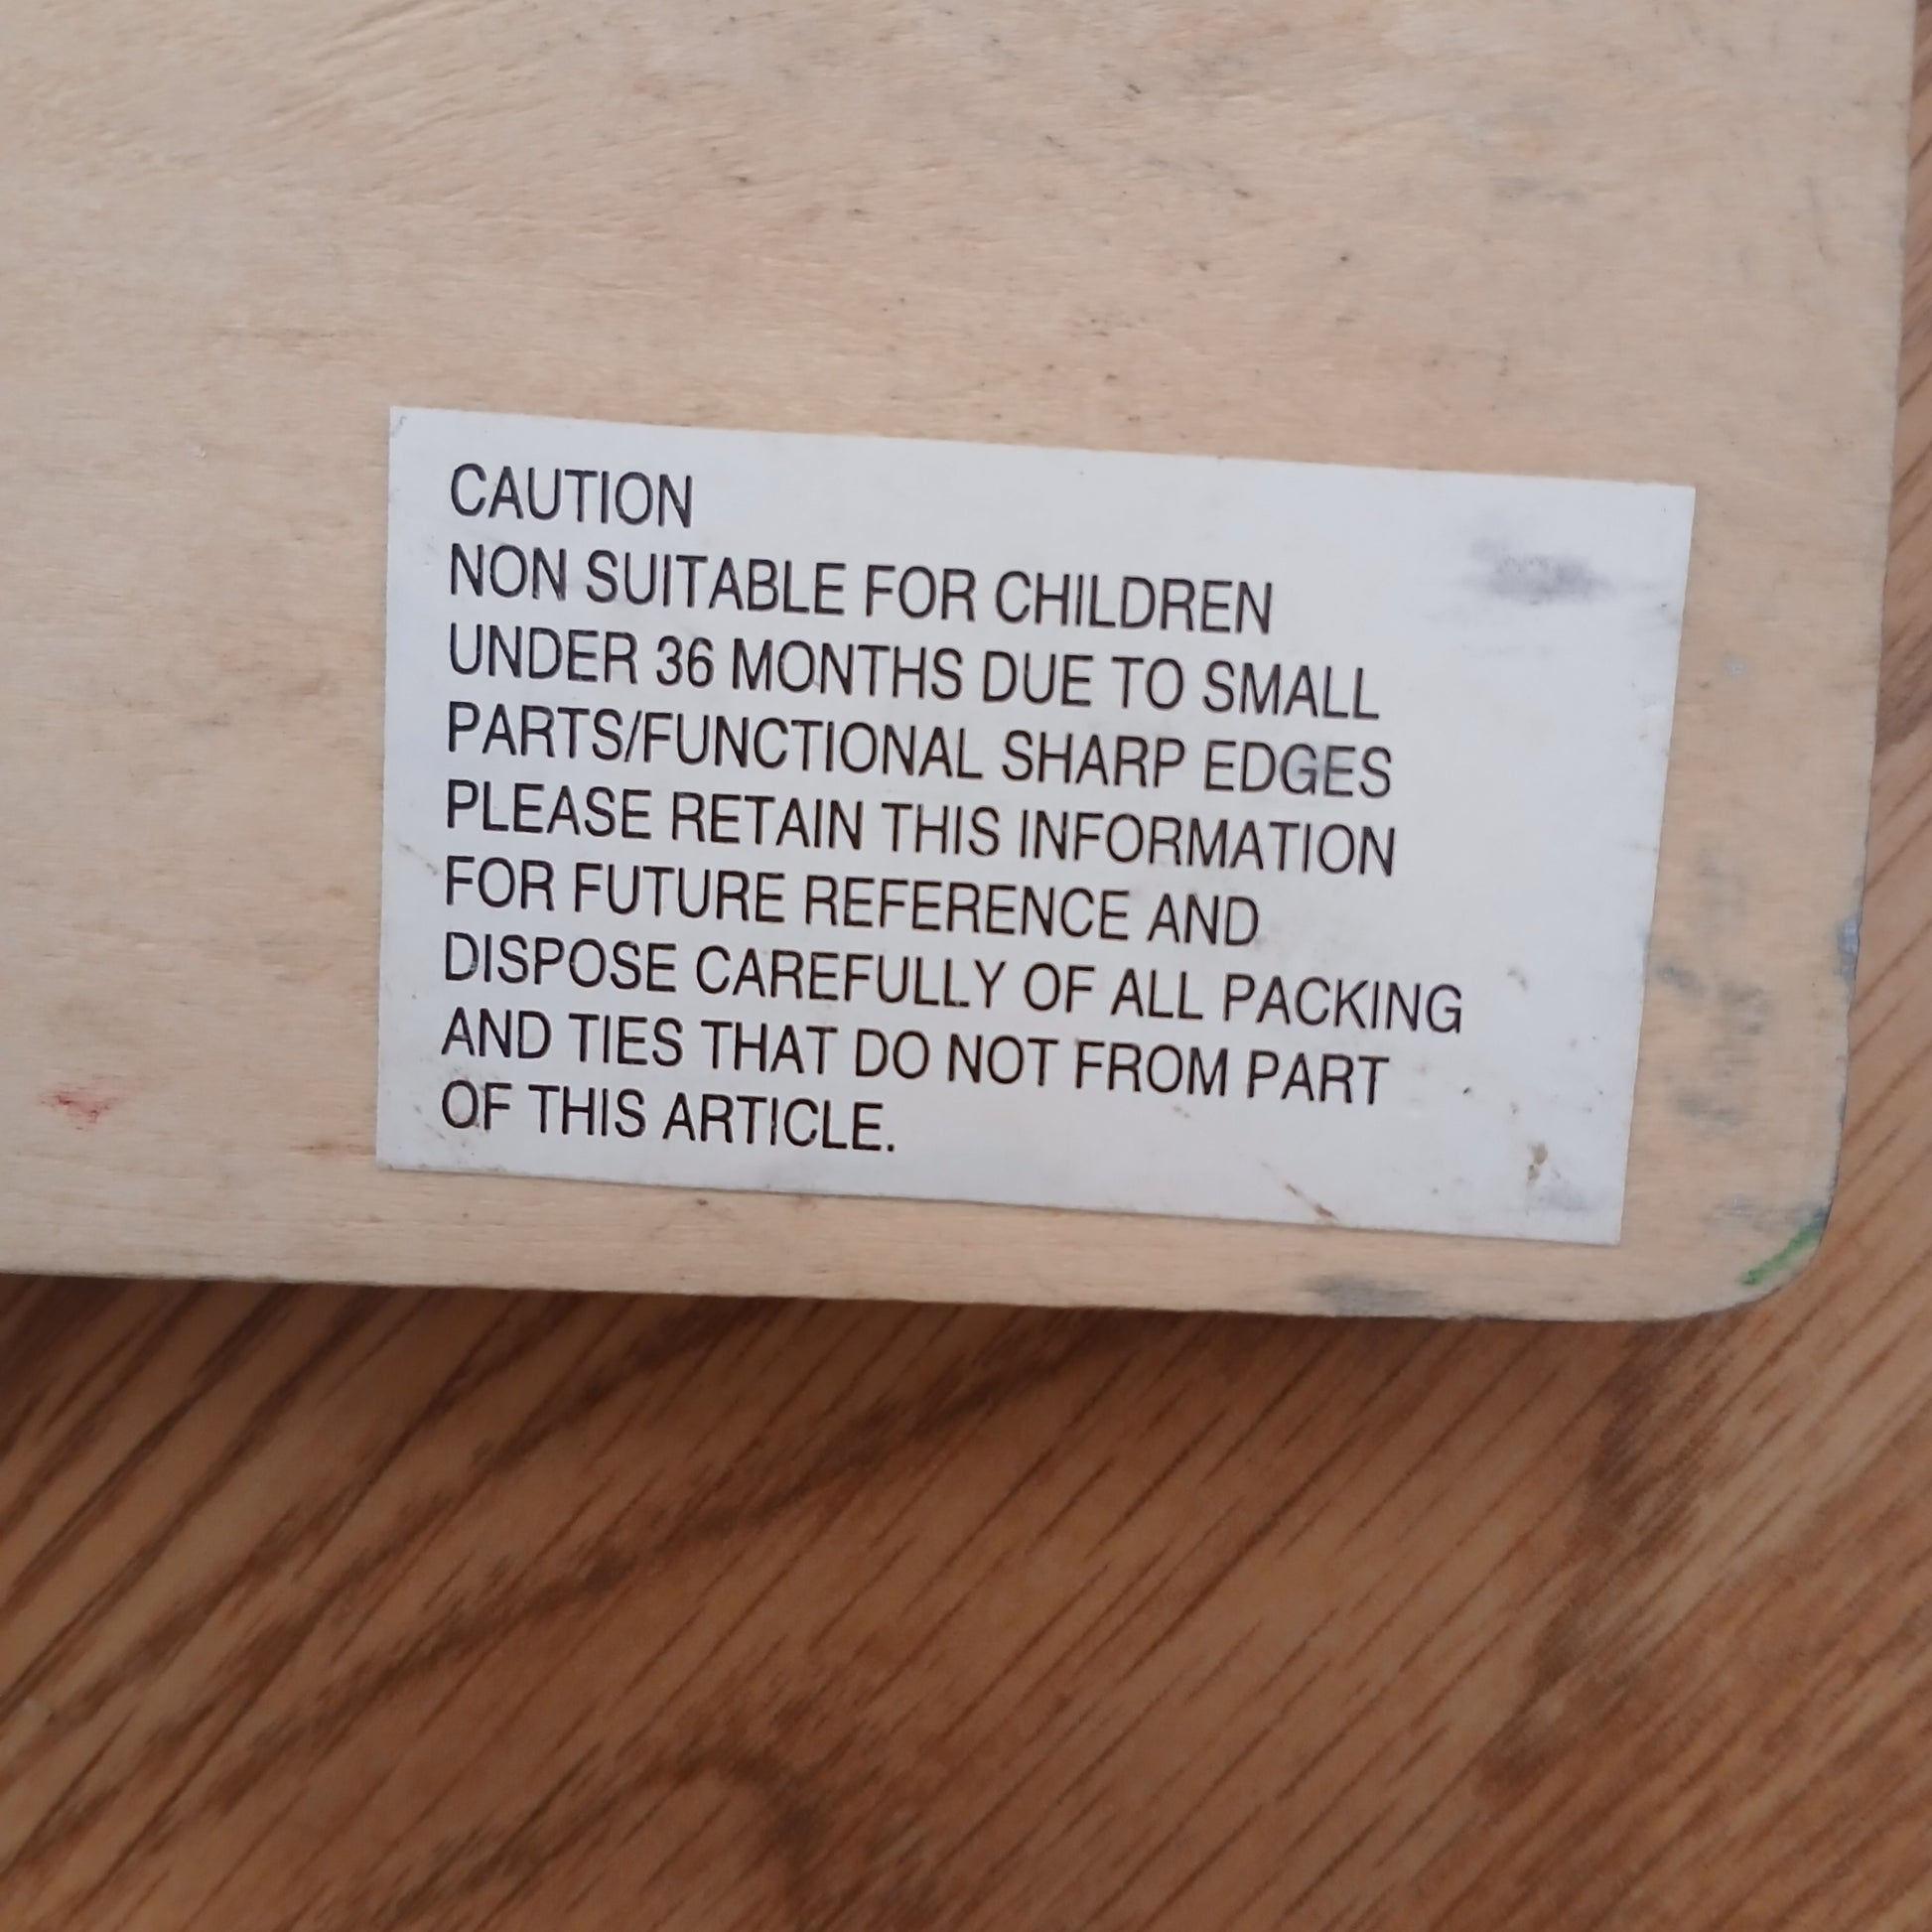 CAUTION
NON SUITABLE FOR CHILDREN
UNDER 36 MONTHS DUE TO SMALL
PARTS/FUNCTIONAL SHARP EDGES
PLEASE RETAIN THIS INFORMATION
FOR FUTURE REFERENCE AND
DISPOSE CAREFULLY OF ALL PACKING
AND TIES THAT DO NOT FROM PART
OF THIS ARTICLE.